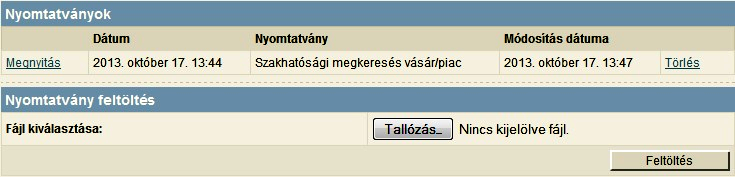 Nyomtatványok
Dátum Nyomtatvány Módosítás dátuma
Megnyitás 2013. október 17. 13:44 Szakhatósági megkeresés vásár/piac 2013. október 17. 13:47 Törlés
Nyomtatvány feltöltés
Fájl kiválasztása: Tallózás... Nincs kijelölve fájl.
Feltöltés